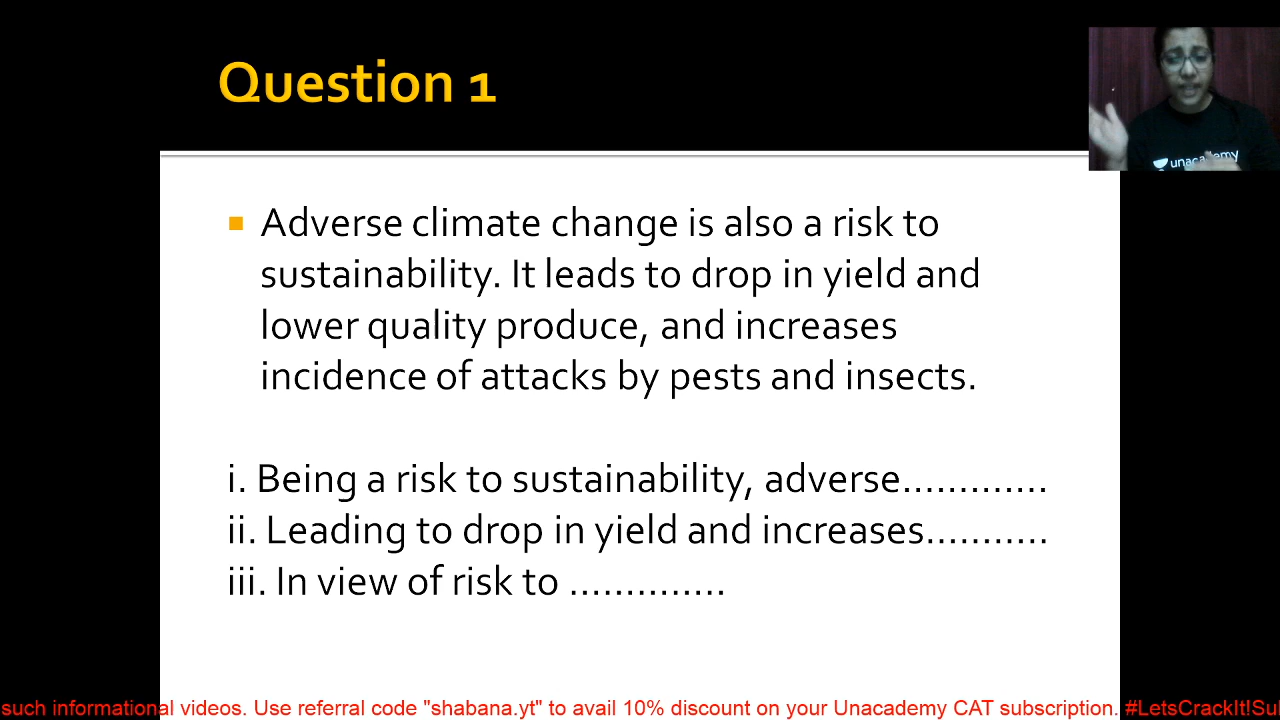 Question 1
unacademy
Adverse climate change is also a risk to
sustainability. It leads to drop in yield and
lower quality produce, and increases
incidence of attacks by pests and insects.
i. Being a risk to sustainability, adverse.............
ii. Leading to drop in yield and increases...........
iii. In view of risk to ..............
such informational videos. Use referral code "shabana.yt" to avail 10% discount on your Unacademy CAT subscription. #LetsCrackIt!Su